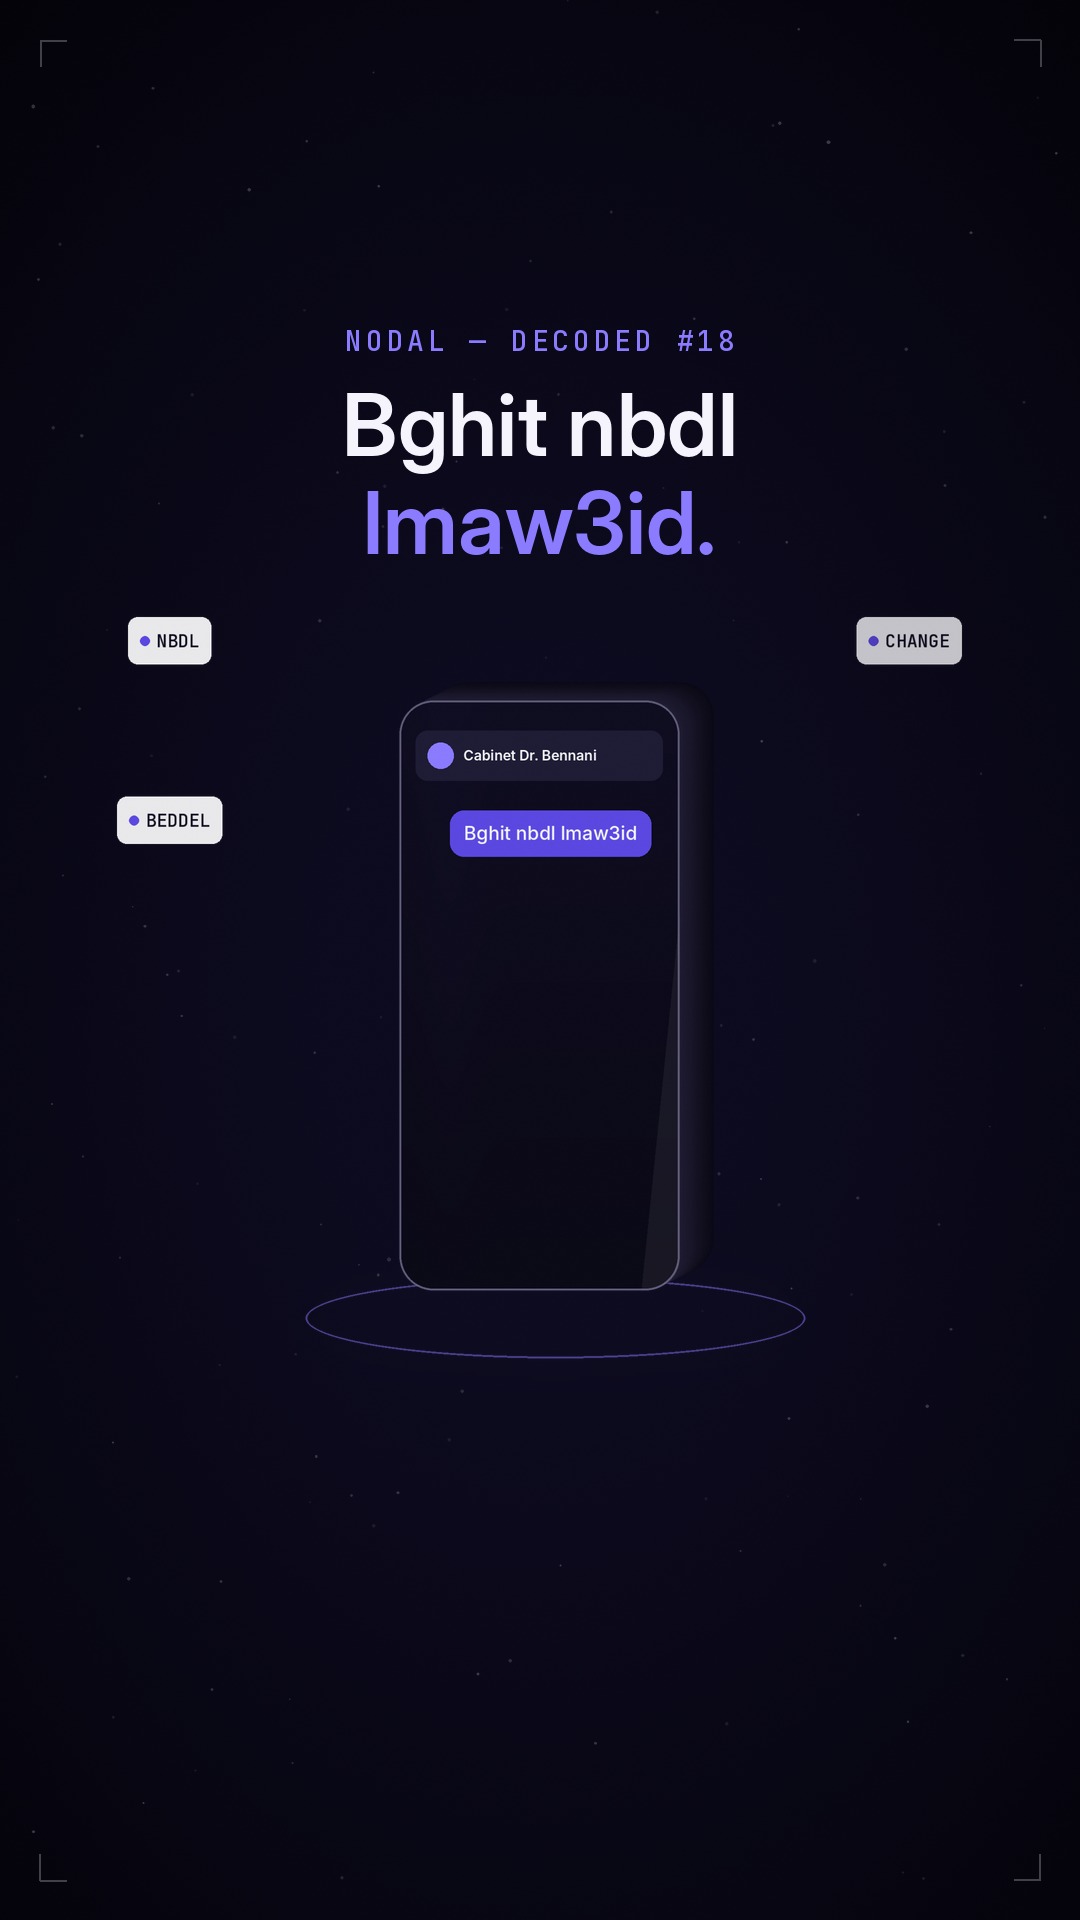 NODAL — DECODED #18
Bghit nbdl
lmaw3id.
NBDL
CHANGE
Cabinet Dr. Bennani
BEDDEL
Bghit nbdl lmaw3id